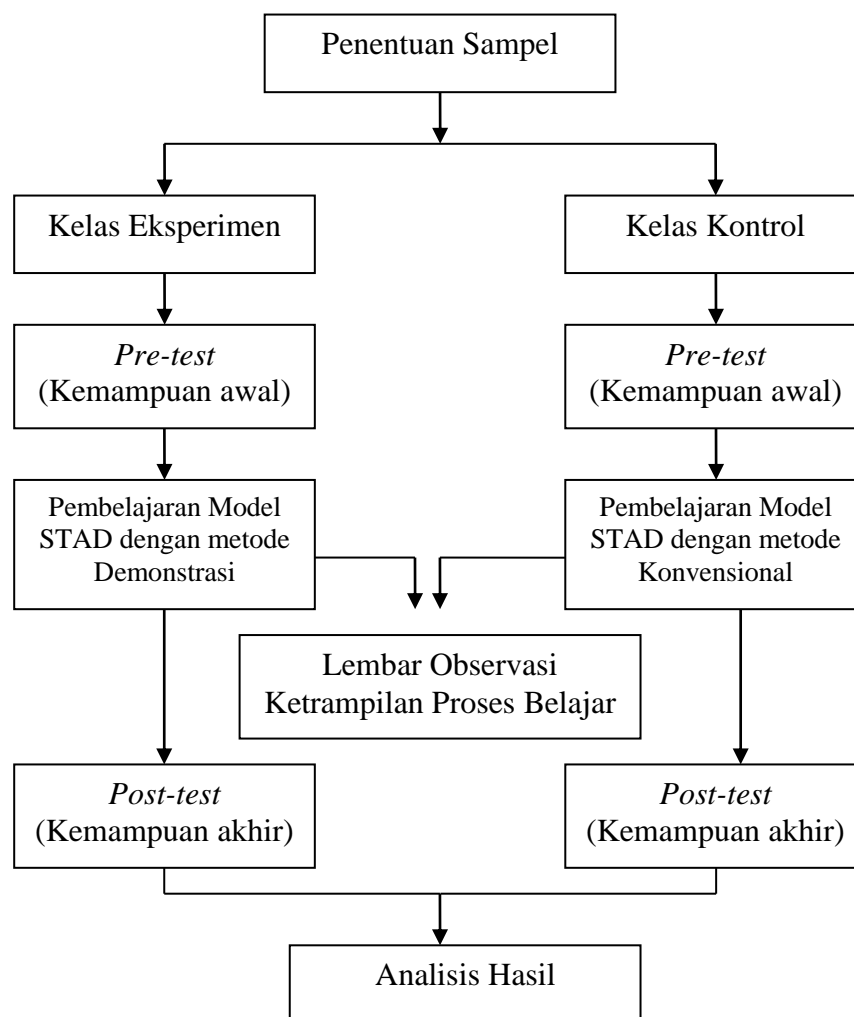 Penentuan Sampel
Kelas Eksperimen
Kelas Kontrol
Pre-test
(Kemampuan awal)
Pre-test
(Kemampuan awal)
Pembelajaran Model
STAD dengan metode
Demonstrasi
Pembelajaran Model
STAD dengan metode
Konvensional
Lembar Observasi
Ketrampilan Proses Belajar
Post-test
(Kemampuan akhir)
Post-test
(Kemampuan akhir)
Analisis Hasil